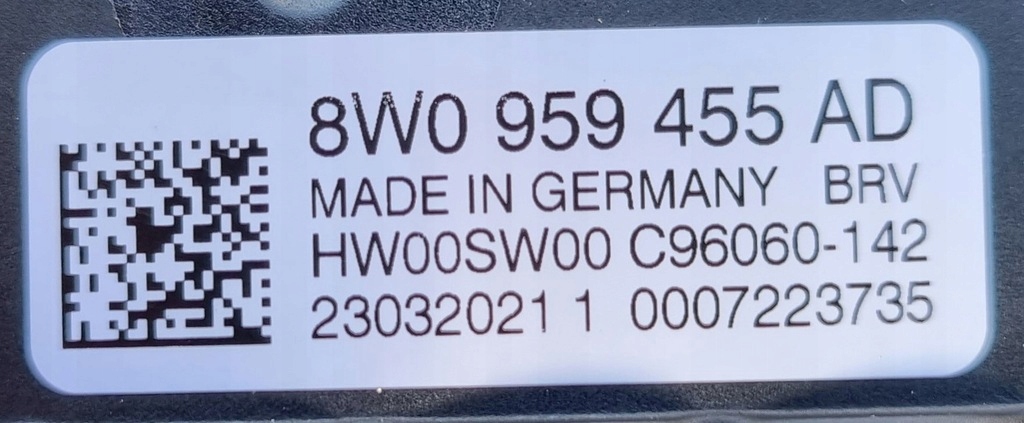 8W0 959 455 AD
MADE IN GERMANY BRV
HW00SW00 C96060-142
23032021 1 0007223735